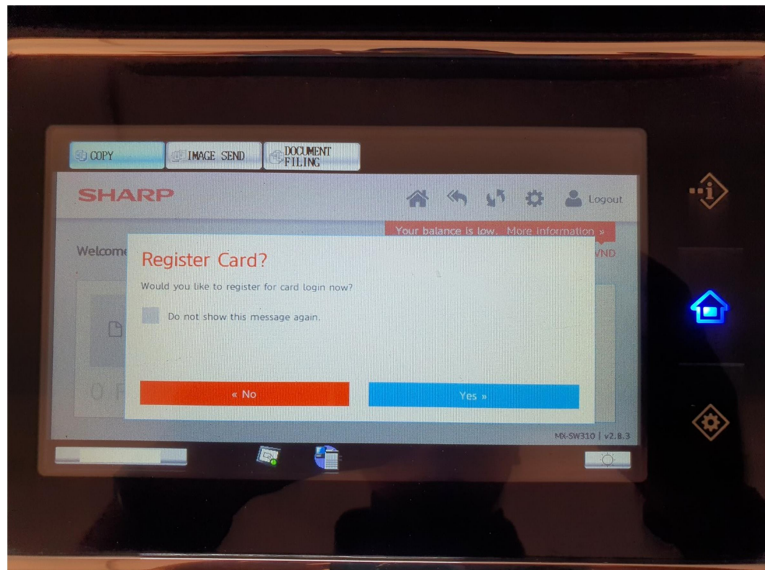 COPY
IMAGE SEND
DOCUMENT
FILING
SHARP
Logout
Your balance is low. More information »
Welcome
VND
Register Card?
Would you like to register for card login now?
Do not show this message again.
0 F
« No
Yes »
MX-SW310 | v2.8.3